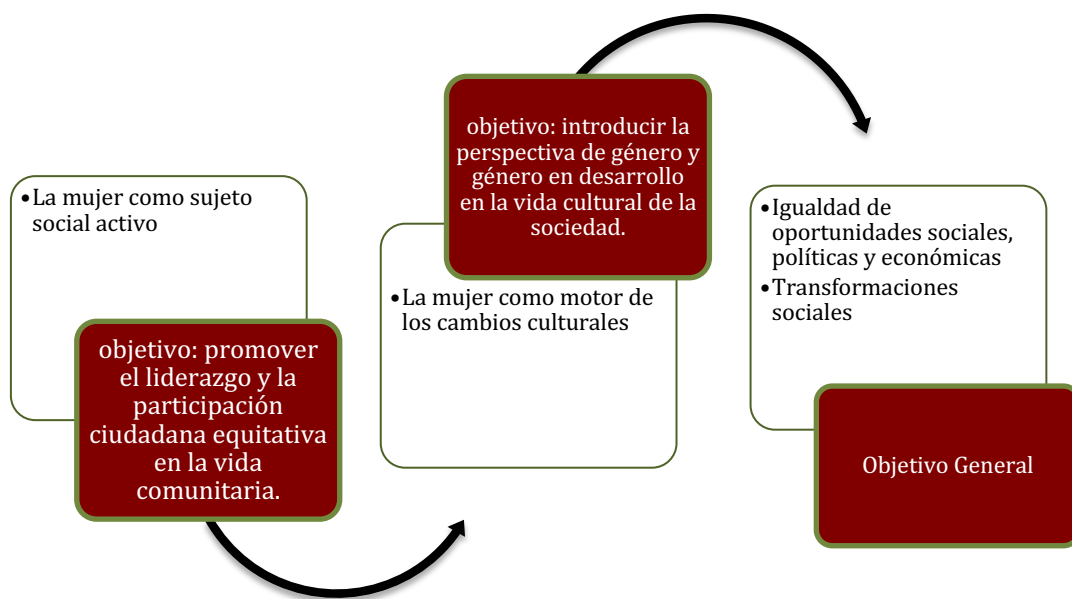 •La mujer como sujeto
social activo
objetivo: promover
el liderazgo y la
participación
ciudadana equitativa
en la vida
comunitaria.
objetivo: introducir la
perspectiva de género y
género en desarrollo
en la vida cultural de la
sociedad.
•La mujer como motor de
los cambios culturales
•Igualdad de
oportunidades sociales,
políticas y económicas
•Transformaciones
sociales
Objetivo General